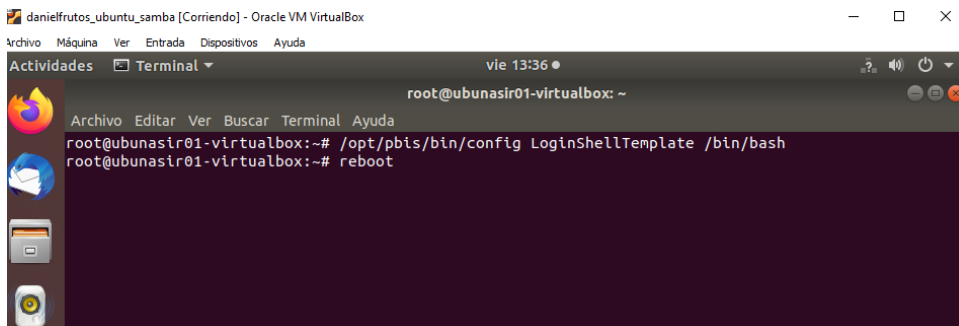 danielfrutos_ubuntu_samba [Corriendo] - Oracle VM VirtualBox
Archivo Máquina Ver Entrada Dispositivos Ayuda
Actividades Terminal vie 13:36
root@ubunasir01-virtualbox: ~
Archivo Editar Ver Buscar Terminal Ayuda
root@ubunasir01-virtualbox:~# /opt/pbis/bin/config LoginShellTemplate /bin/bash
root@ubunasir01-virtualbox:~# reboot